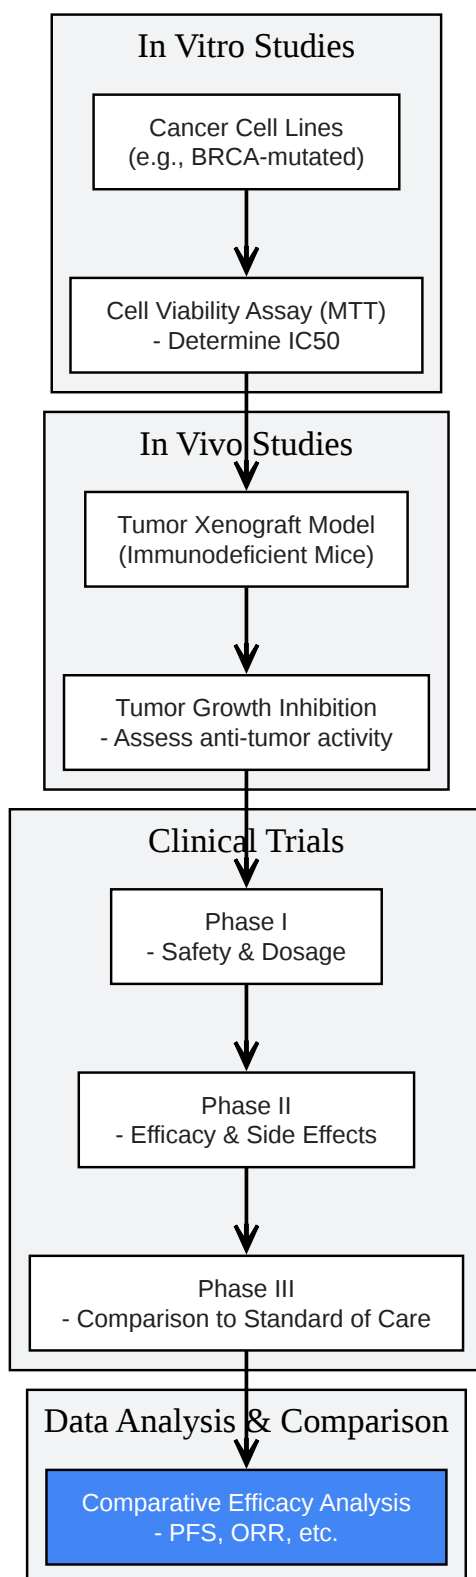 In Vitro Studies
Cancer Cell Lines
(e.g., BRCA-mutated)
Cell Viability Assay (MTT)
- Determine IC50
In Vivo Studies
Tumor Xenograft Model
(Immunodeficient Mice)
Tumor Growth Inhibition
- Assess anti-tumor activity
Clinical Trials
Phase I
- Safety & Dosage
Phase II
- Efficacy & Side Effects
Phase III
- Comparison to Standard of Care
Data Analysis & Comparison
Comparative Efficacy Analysis
- PFS, ORR, etc.